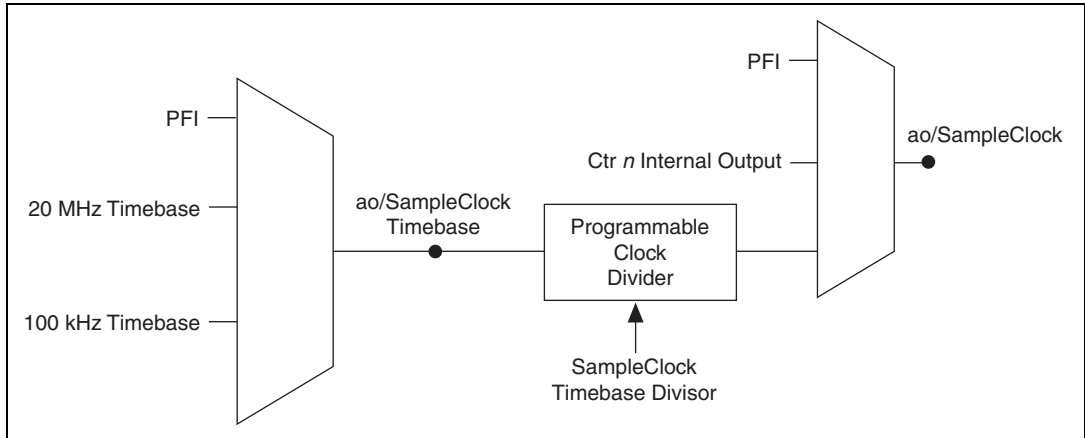 PFI
20 MHz Timebase
100 kHz Timebase
ao/SampleClock
Timebase
Programmable
Clock
Divider
SampleClock
Timebase Divisor
PFI
Ctr n Internal Output
ao/SampleClock